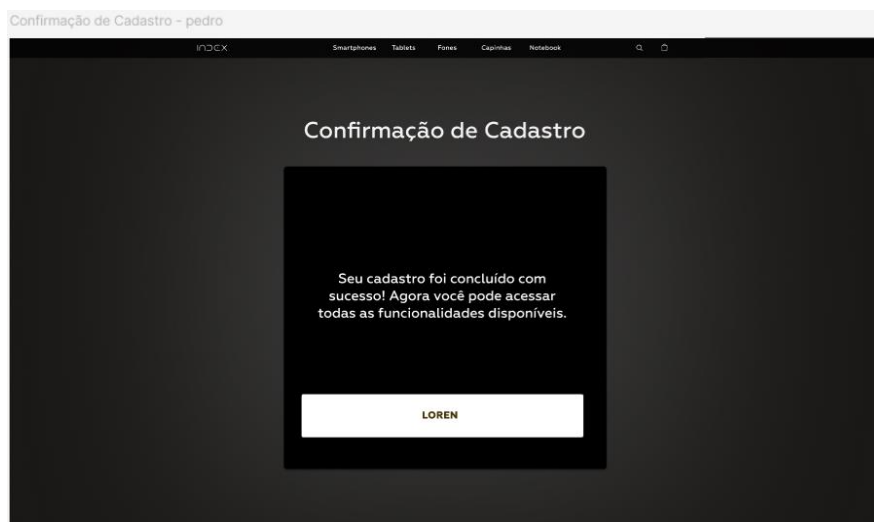 Confirmação de Cadastro - pedro
INDEX Smartphones Tablets Fones Capinhas Notebook
Confirmação de Cadastro
Seu cadastro foi concluído com
sucesso! Agora você pode acessar
todas as funcionalidades disponíveis.
LOREN